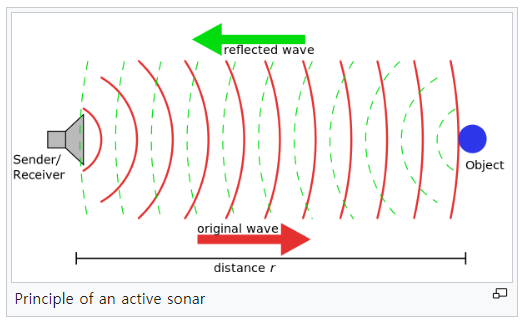 reflected wave
Sender/
Receiver
Object
original wave
distance r
Principle of an active sonar